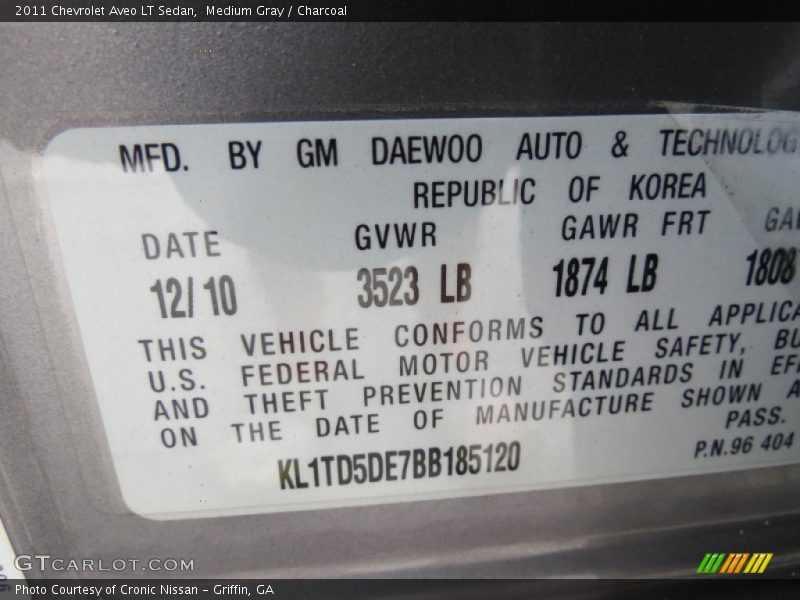 2011 Chevrolet Aveo LT Sedan, Medium Gray / Charcoal
MFD. BY GM DAEWOO AUTO & TECHNOLOG
REPUBLIC OF KOREA
DATE GVWR GAWR FRT GAW
12/10 3523 LB 1874 LB 1808
THIS VEHICLE CONFORMS TO ALL APPLICA
U.S. FEDERAL MOTOR VEHICLE SAFETY, BU
AND THEFT PREVENTION STANDARDS IN EFF
ON THE DATE OF MANUFACTURE SHOWN A
PASS.
KL1TD5DE7BB185120 P.N.96 404
GTCARLOT.COM
Photo Courtesy of Cronic Nissan – Griffin, GA